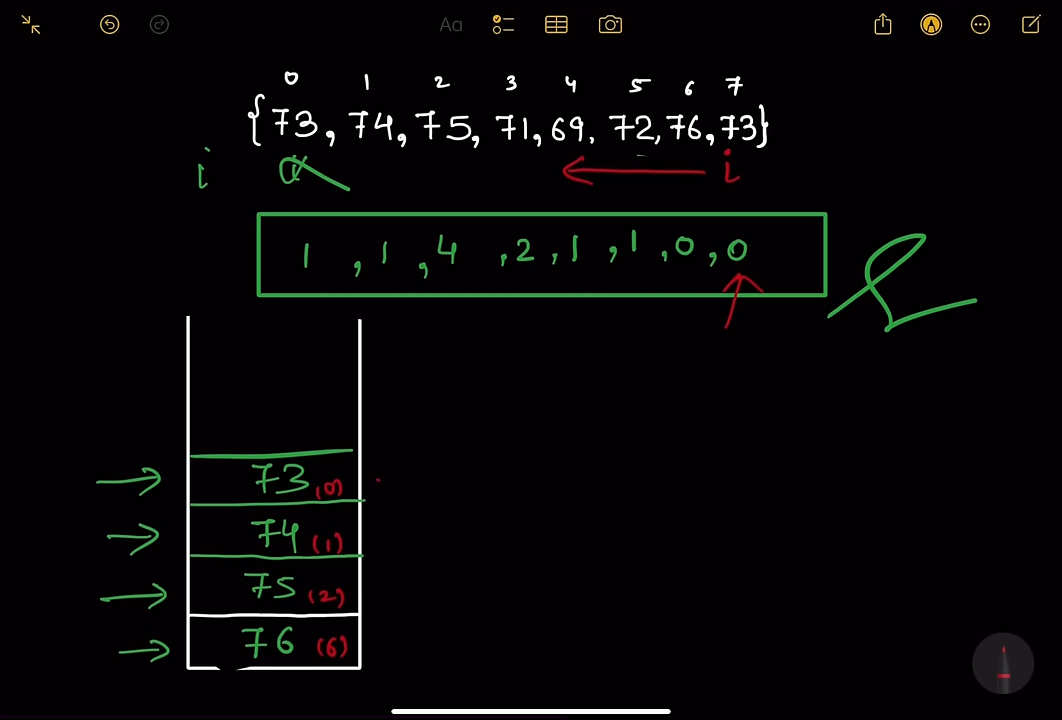 Aa
0 1 2 3 4 5 6 7
{73, 74, 75, 71, 69, 72, 76, 73}
i i
1, 1, 4, 2, 1, 1, 0, 0
73 (0)
74 (1)
75 (2)
76 (6)